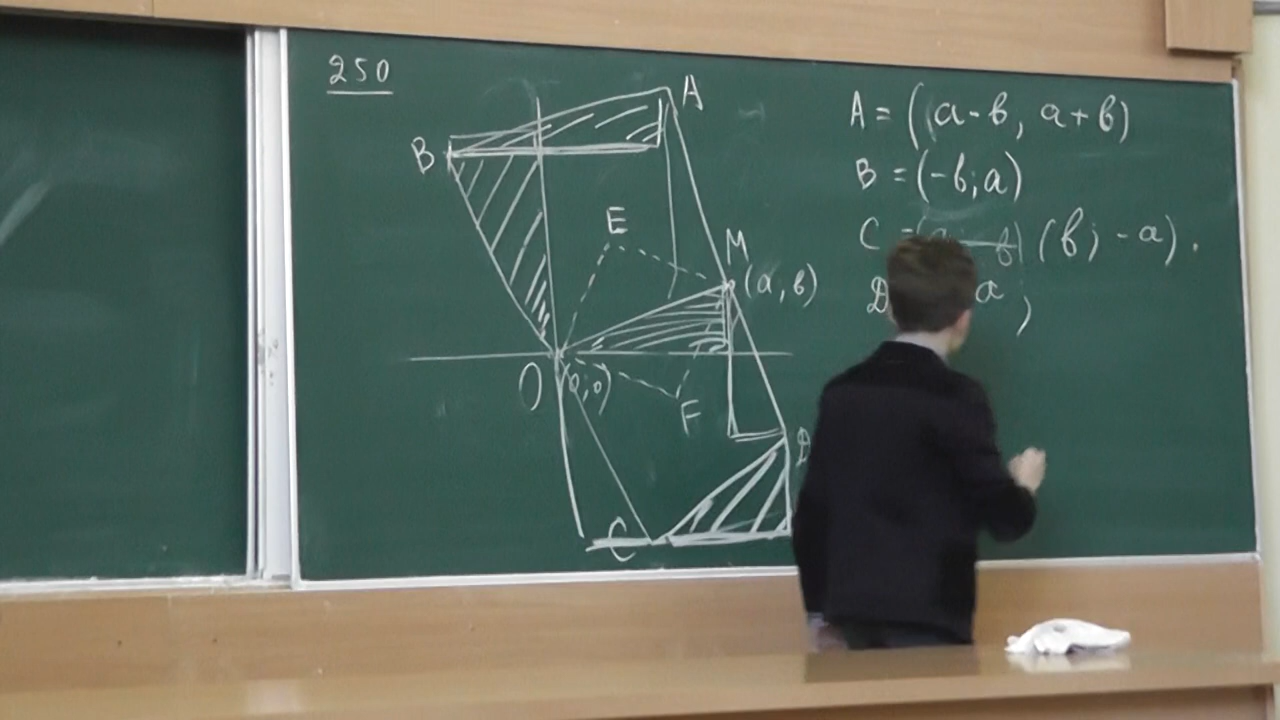 250
A
B
E
M
(a, b)
O
(0;0)
F
D
C
A = (a - b, a + b)
B = (-b; a)
C = (b; -a).
D a ,